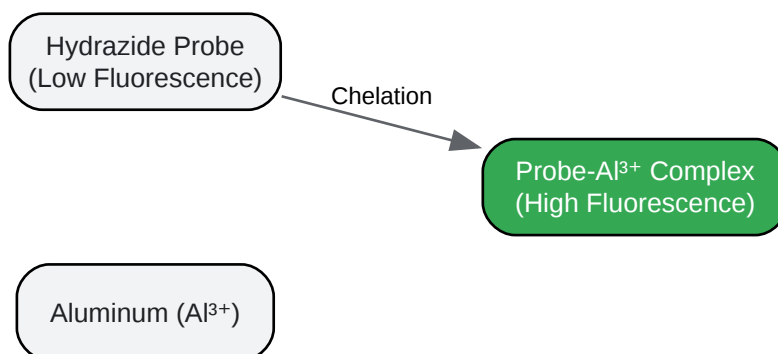 Hydrazide Probe
(Low Fluorescence)
Chelation
Probe-Al³⁺ Complex
(High Fluorescence)
Aluminum (Al³⁺)